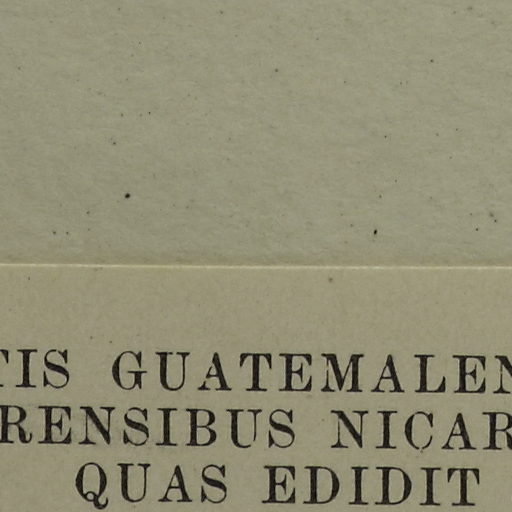 TIS GUATEMALEN
RENSIBUS NICAR
QUAS EDIDIT